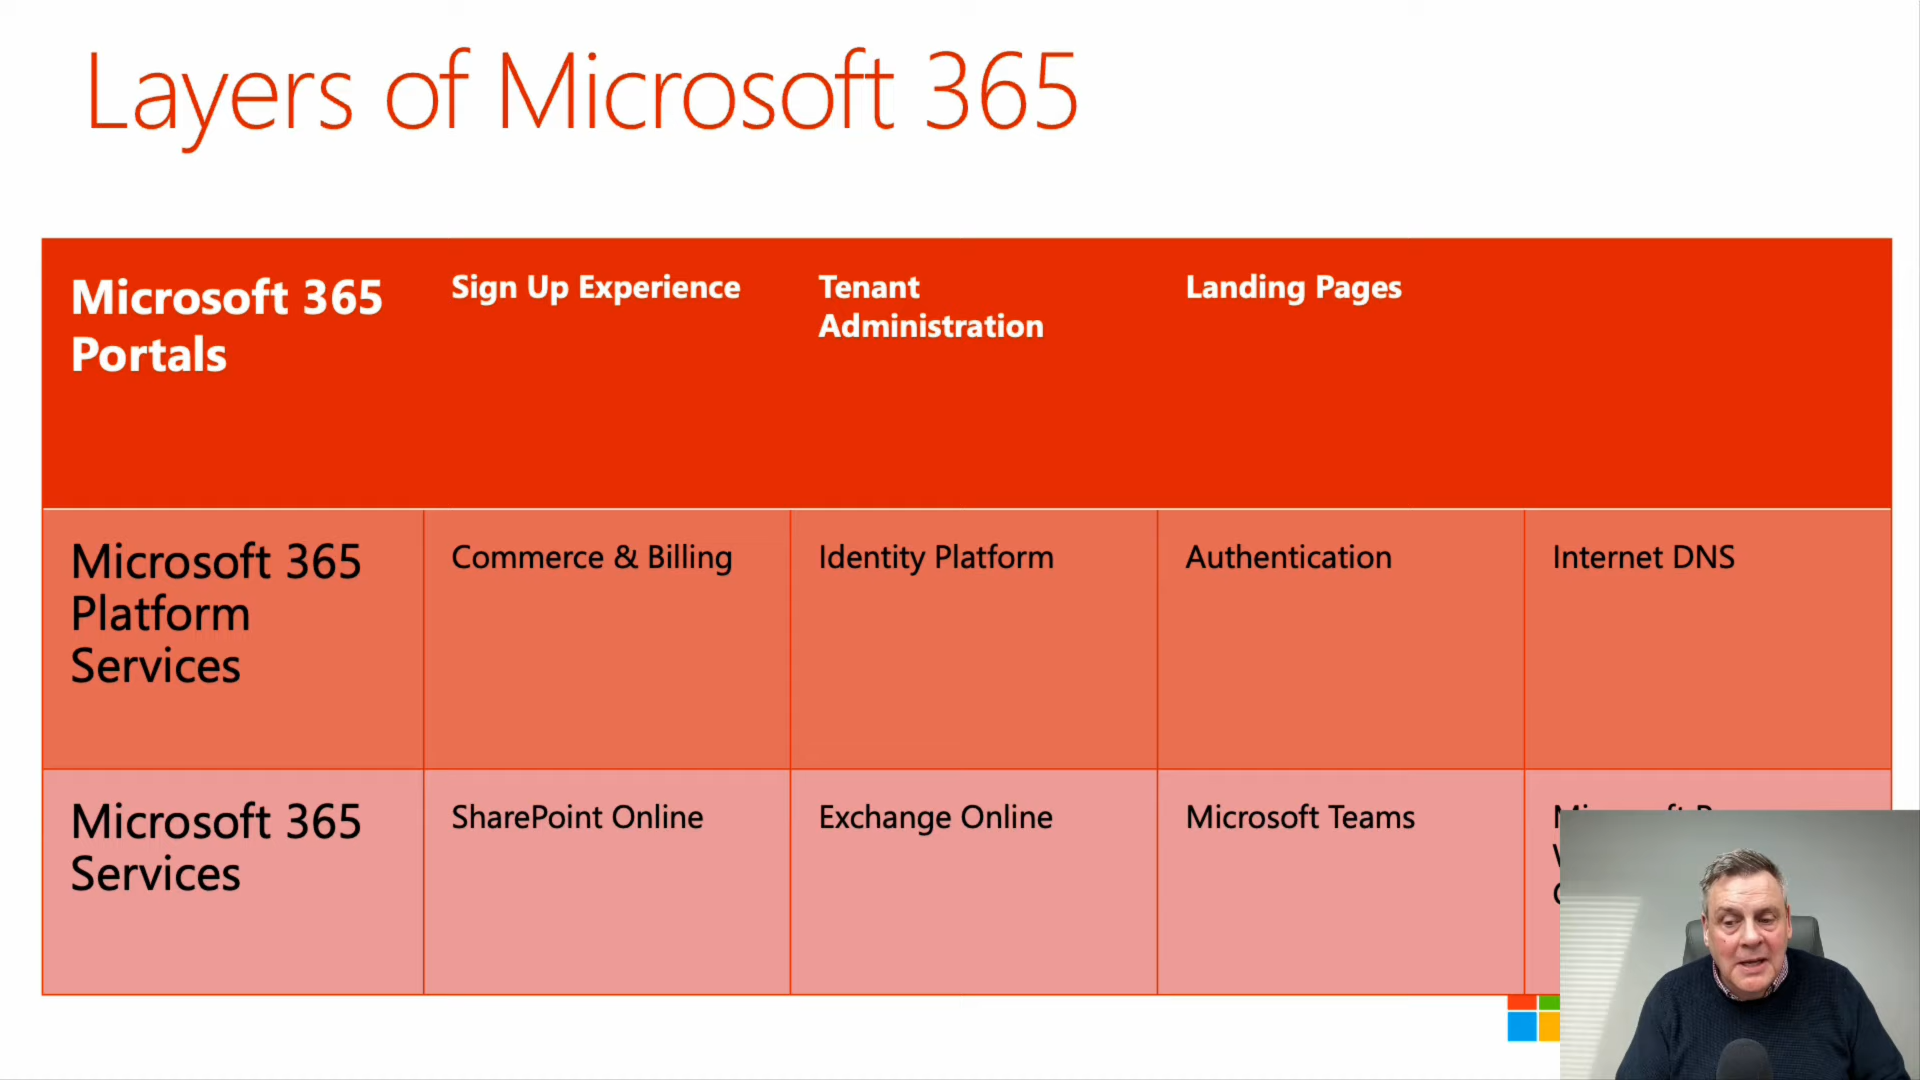 Layers of Microsoft 365
Microsoft 365
Portals
Sign Up Experience
Tenant
Administration
Landing Pages
Microsoft 365
Platform
Services
Commerce & Billing
Identity Platform
Authentication
Internet DNS
Microsoft 365
Services
SharePoint Online
Exchange Online
Microsoft Teams